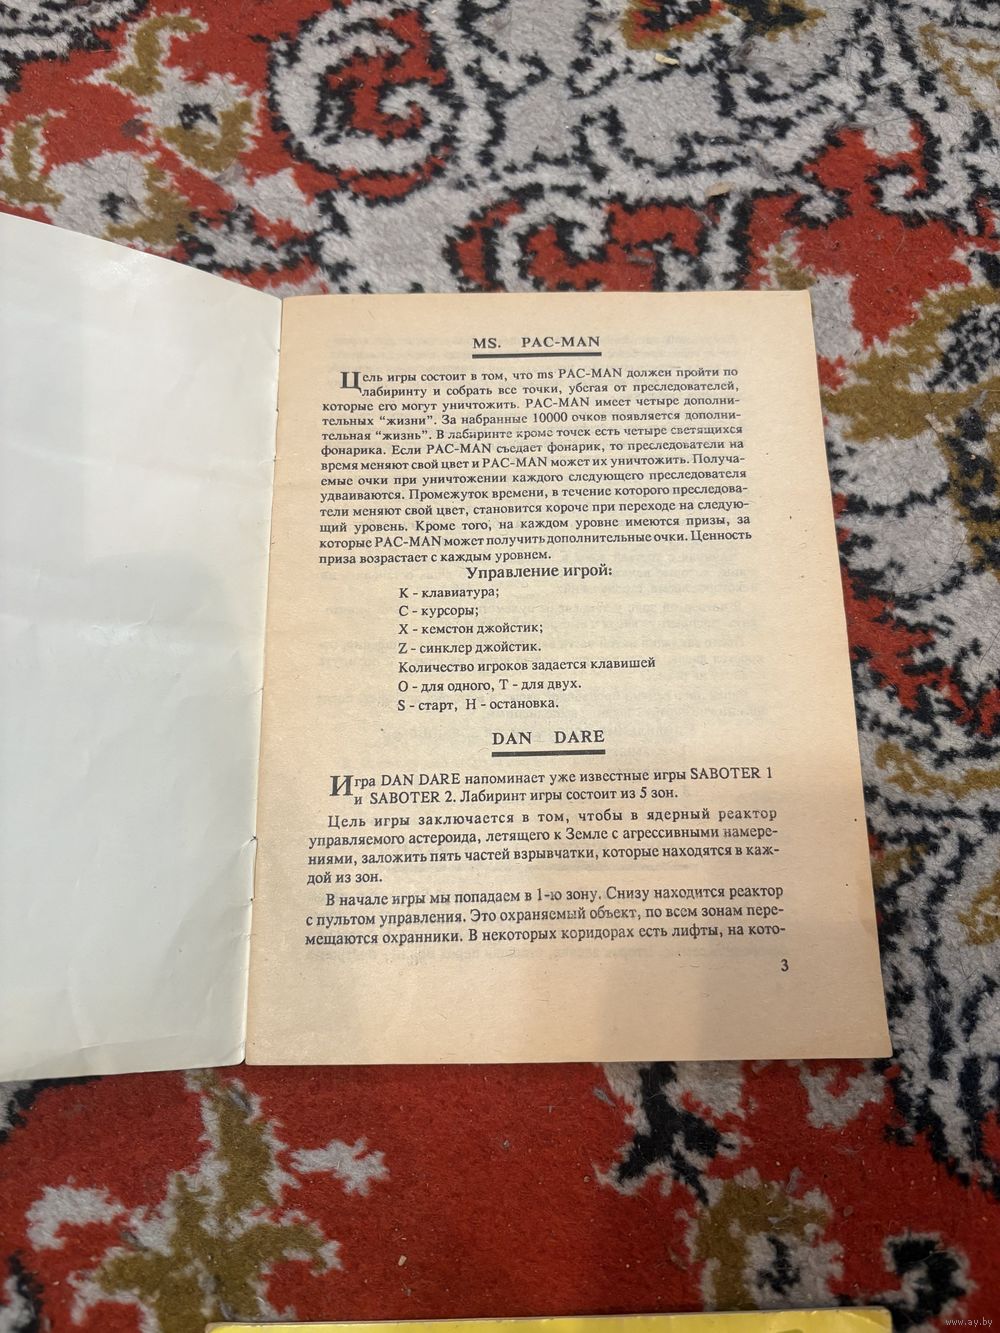 MS. PAC-MAN
Цель игры состоит в том, что ms PAC-MAN должен пройти по
лабиринту и собрать все точки, убегая от преследователей,
которые его могут уничтожить. PAC-MAN имеет четыре дополни-
тельных “жизни”. За набранные 10000 очков появляется дополни-
тельная “жизнь”. В лабиринте кроме точек есть четыре светящихся
фонарика. Если PAC-MAN съедает фонарик, то преследователи на
время меняют свой цвет и PAC-MAN может их уничтожить. Получа-
емые очки при уничтожении каждого следующего преследователя
удваиваются. Промежуток времени, в течение которого преследова-
тели меняют свой цвет, становится короче при переходе на следую-
щий уровень. Кроме того, на каждом уровне имеются призы, за
которые PAC-MAN может получить дополнительные очки. Ценность
приза возрастает с каждым уровнем.
Управление игрой:
K - клавиатура;
C - курсоры;
X - кемстон джойстик;
Z - синклер джойстик.
Количество игроков задается клавишей
O - для одного, T - для двух.
S - старт, H - остановка.
DAN DARE
Игра DAN DARE напоминает уже известные игры SABOTER 1
и SABOTER 2. Лабиринт игры состоит из 5 зон.
Цель игры заключается в том, чтобы в ядерный реактор
управляемого астероида, летящего к Земле с агрессивными намере-
ниями, заложить пять частей взрывчатки, которые находятся в каж-
дой из зон.
В начале игры мы попадаем в 1-ю зону. Снизу находится реактор
с пультом управления. Это охраняемый объект, по всем зонам пере-
мещаются охранники. В некоторых коридорах есть лифты, на кото-
3
www.ay.by